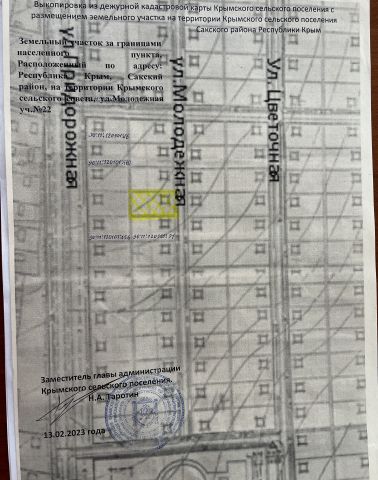 Выкопировка из дежурной кадастровой карты Крымского сельского поселения с
размещением земельного участка на территории Крымского сельского поселения
Сакского района Республики Крым
Земельный участок за границами
населенного пункта,
Расположенный по адресу:
Республика Крым, Сакский
район, на территории Крымского
сельского совета, ул.Молодежная
уч.№22
ул.Молодежная
Ул.Цветочная
Заместитель главы администрации
Крымского сельского поселения.
Н.А. Таротин
13.02.2023 года